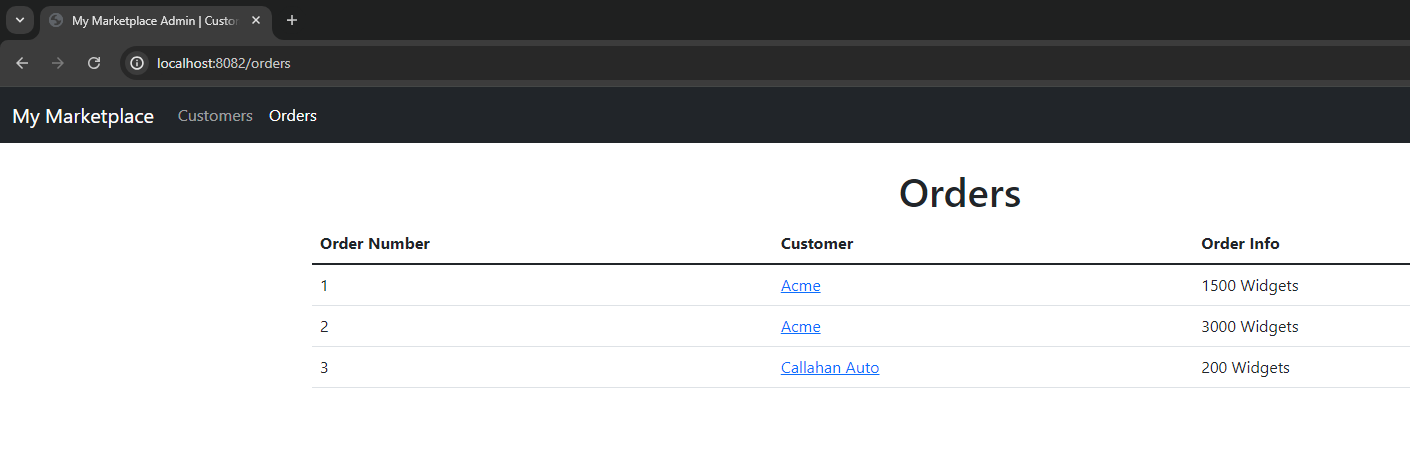 My Marketplace Admin | Custo
localhost:8082/orders
My Marketplace Customers Orders
Orders
Order Number Customer Order Info
1 Acme 1500 Widgets
2 Acme 3000 Widgets
3 Callahan Auto 200 Widgets